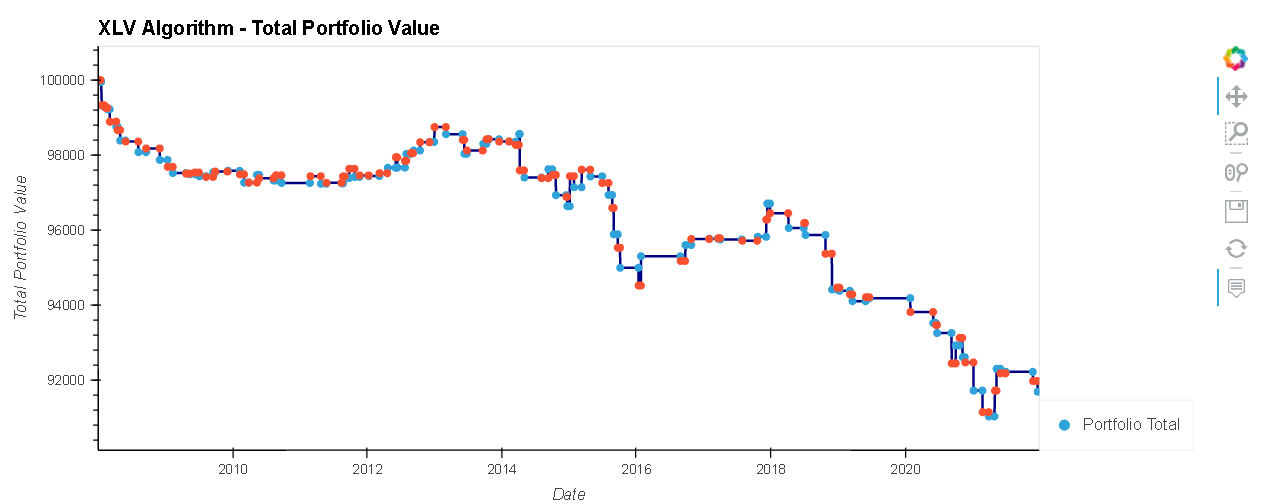 XLV Algorithm - Total Portfolio Value
Total Portfolio Value
100000
98000
96000
94000
92000
2010
2012
2014
2016
2018
2020
Date
Portfolio Total